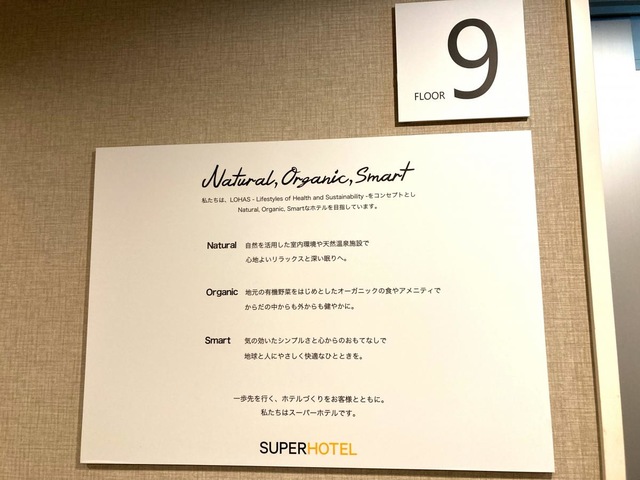 FLOOR 9
Natural, Organic, Smart
私たちは、LOHAS - Lifestyles of Health and Sustainability -をコンセプトとし
Natural, Organic, Smartなホテルを目指しています。
Natural 自然を活用した室内環境や天然温泉施設で
心地よいリラックスと深い眠りへ。
Organic 地元の有機野菜をはじめとしたオーガニックの食やアメニティで
からだの中からも外からも健やかに。
Smart 気の効いたシンプルさと心からのおもてなしで
地球と人にやさしく快適なひとときを。
一歩先を行く、ホテルづくりをお客様とともに。
私たちはスーパーホテルです。
SUPERHOTEL